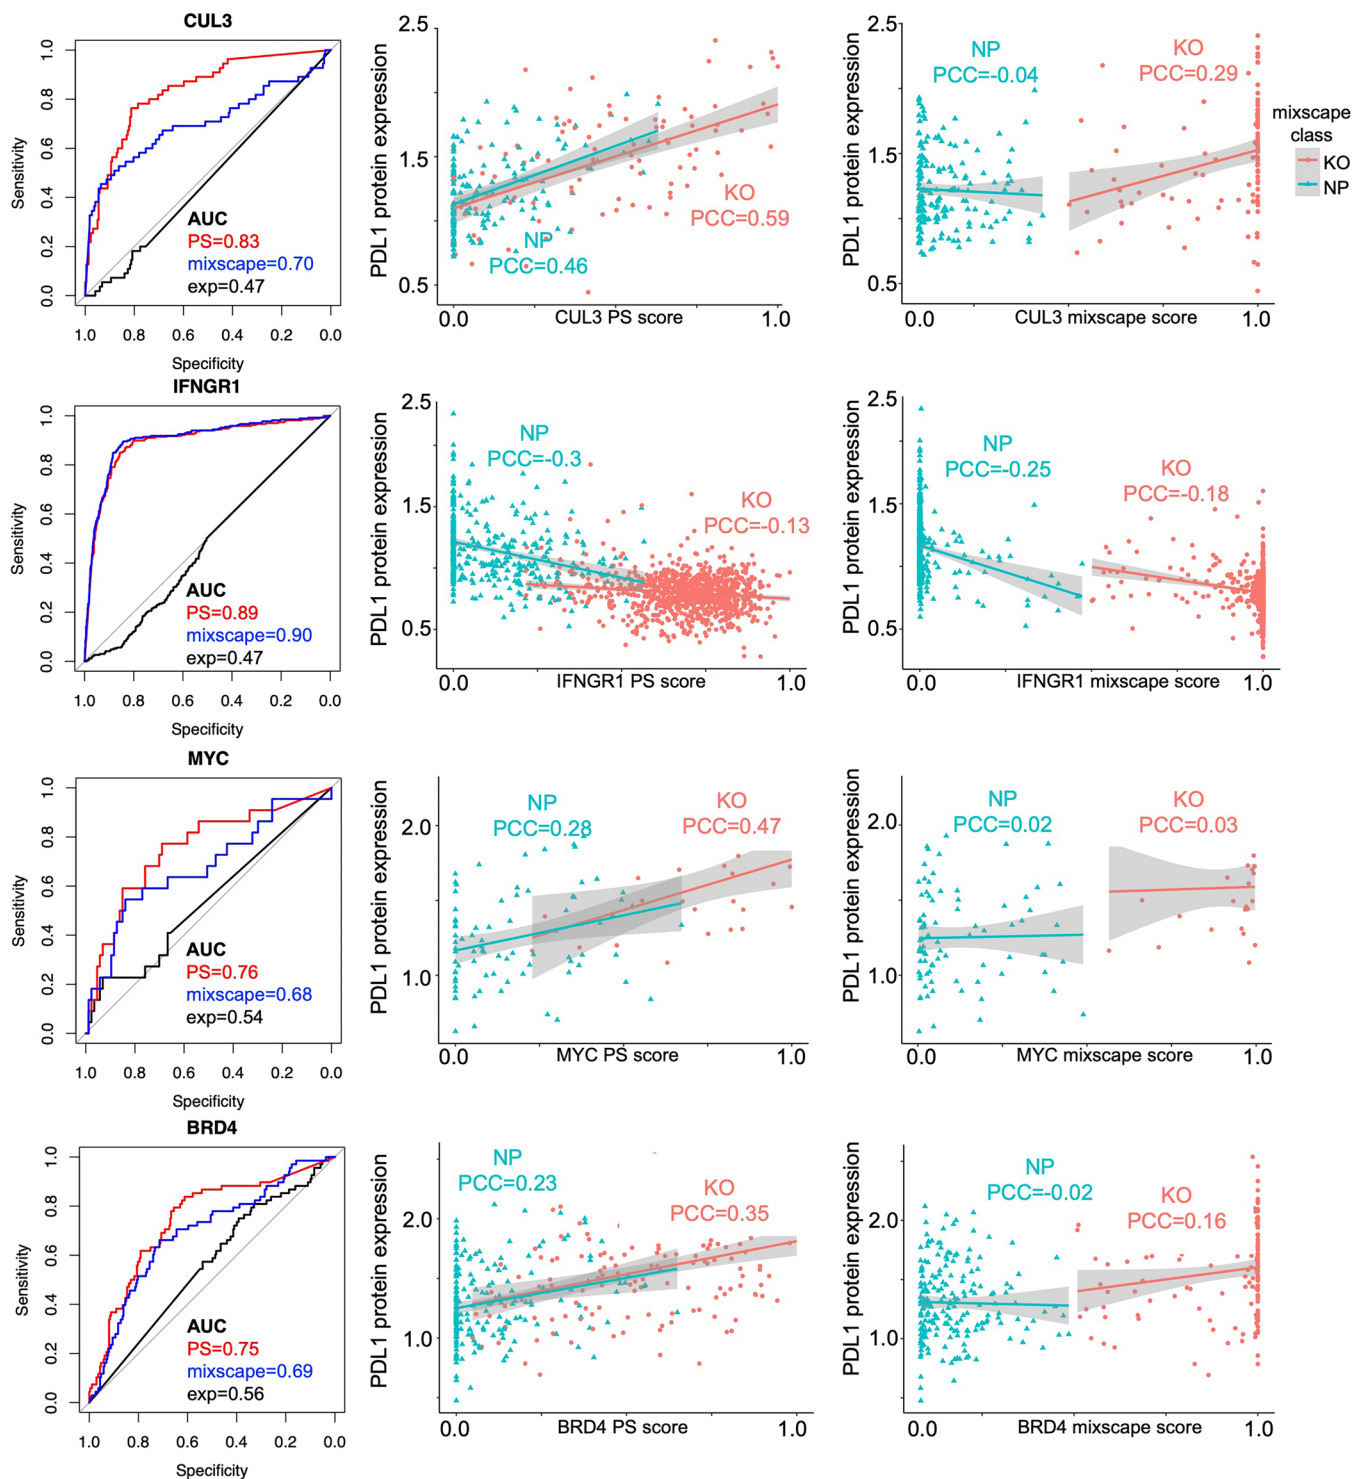 CUL3
Sensitivity
1.0
0.8
0.6
0.4
0.2
0.0
AUC
PS=0.83
mixscape=0.70
exp=0.47
1.0 0.8 0.6 0.4 0.2 0.0
Specificity
PDL1 protein expression
2.5
1.5
0.5
KO
PCC=0.59
NP
PCC=0.46
0.0 1.0
CUL3 PS score
PDL1 protein expression
2.5
1.5
0.5
NP
PCC=-0.04
KO
PCC=0.29
0.0 1.0
CUL3 mixscape score
mixscape
class
KO
NP
IFNGR1
Sensitivity
1.0
0.8
0.6
0.4
0.2
0.0
AUC
PS=0.89
mixscape=0.90
exp=0.47
1.0 0.8 0.6 0.4 0.2 0.0
Specificity
PDL1 protein expression
2.5
1.5
0.5
NP
PCC=-0.3
KO
PCC=-0.13
0.0 1.0
IFNGR1 PS score
PDL1 protein expression
2.5
1.5
0.5
NP
PCC=-0.25
KO
PCC=-0.18
0.0 1.0
IFNGR1 mixscape score
MYC
Sensitivity
1.0
0.8
0.6
0.4
0.2
0.0
AUC
PS=0.76
mixscape=0.68
exp=0.54
1.0 0.8 0.6 0.4 0.2 0.0
Specificity
PDL1 protein expression
2.0
1.0
NP
PCC=0.28
KO
PCC=0.47
0.0 1.0
MYC PS score
PDL1 protein expression
2.0
1.0
NP
PCC=0.02
KO
PCC=0.03
0.0 1.0
MYC mixscape score
BRD4
Sensitivity
1.0
0.8
0.6
0.4
0.2
0.0
AUC
PS=0.75
mixscape=0.69
exp=0.56
1.0 0.8 0.6 0.4 0.2 0.0
Specificity
PDL1 protein expression
2.0
1.0
NP
PCC=0.23
KO
PCC=0.35
0.0 1.0
BRD4 PS score
PDL1 protein expression
2.0
1.0
NP
PCC=-0.02
KO
PCC=0.16
0.0 1.0
BRD4 mixscape score